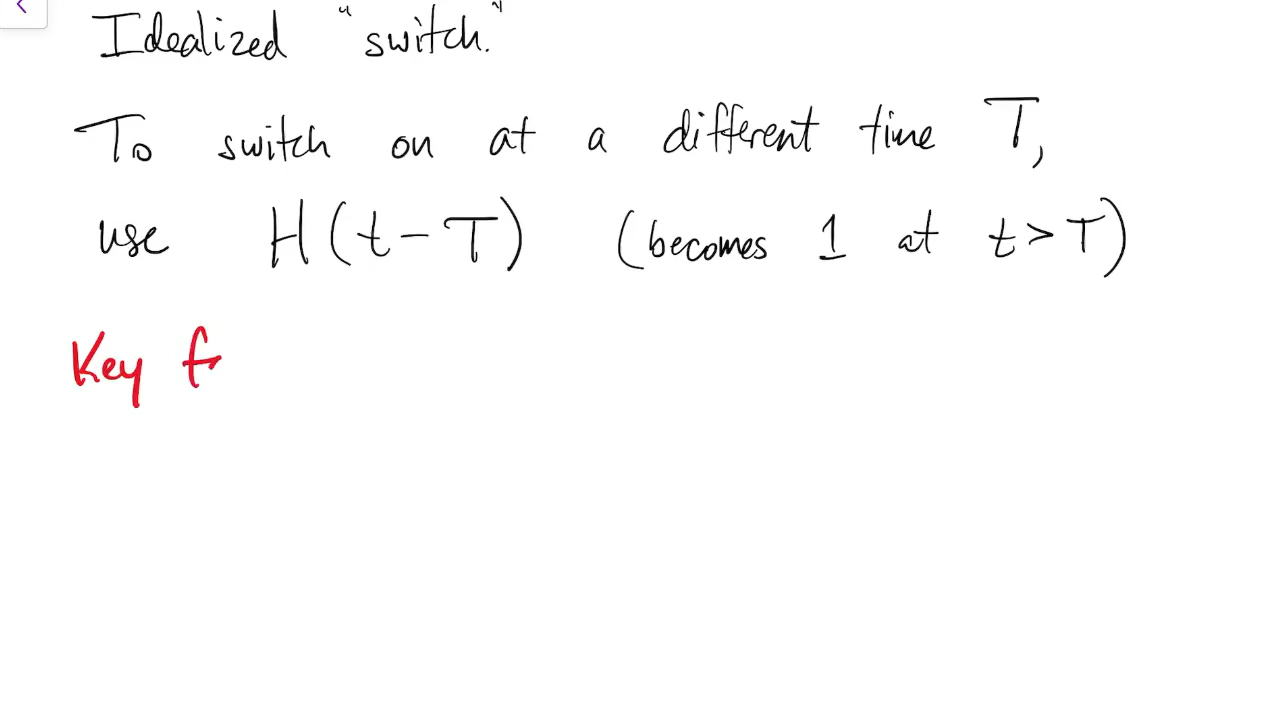 Idealized "switch."
To switch on at a different time T,
use H(t-T) (becomes 1 at t>T)
Key f